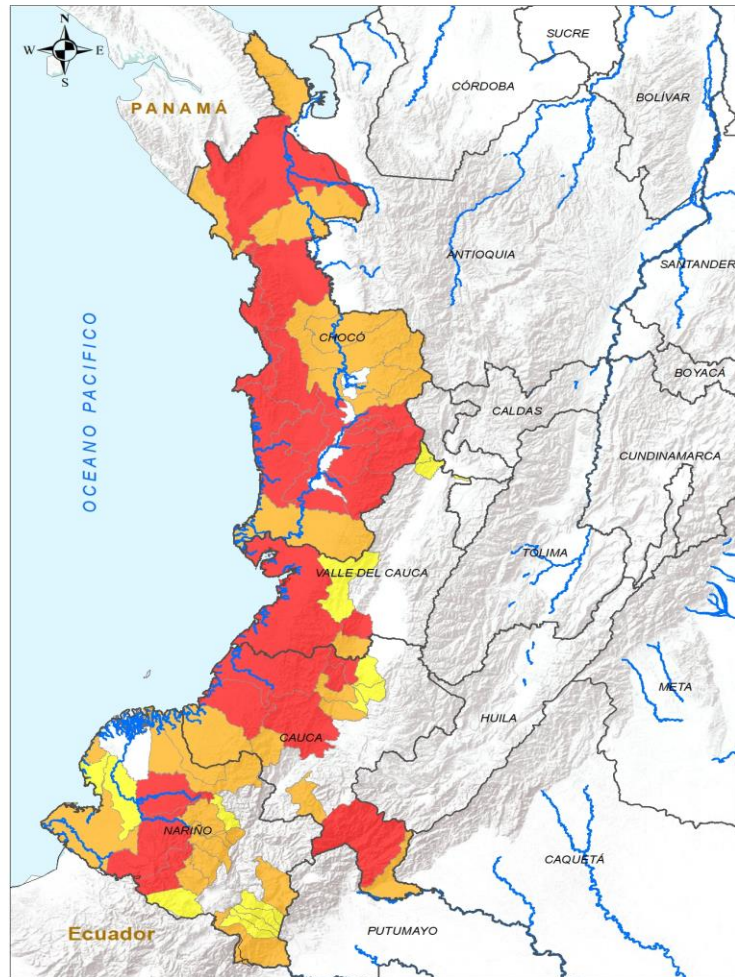 N
W E
S
PANAMÁ
SUCRE
CÓRDOBA
BOLÍVAR
ANTIOQUIA
SANTANDER
OCEANO PACIFICO
CHOCÓ
BOYACÁ
CALDAS
CUNDINAMARCA
TOLIMA
VALLE DEL CAUCA
META
HUILA
CAUCA
NARIÑO
CAQUETÁ
Ecuador
PUTUMAYO